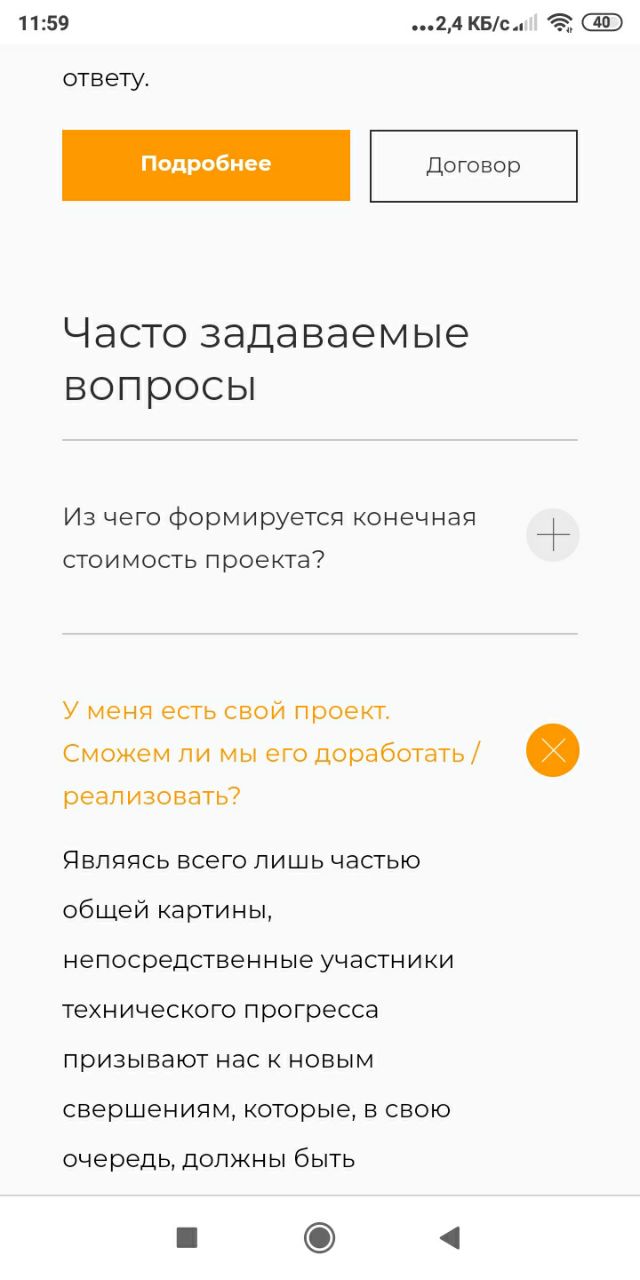 11:59
...2,4 КБ/с
40
ответу.
Подробнее
Договор
Часто задаваемые
вопросы
Из чего формируется конечная
стоимость проекта?
У меня есть свой проект.
Сможем ли мы его доработать /
реализовать?
Являясь всего лишь частью
общей картины,
непосредственные участники
технического прогресса
призывают нас к новым
свершениям, которые, в свою
очередь, должны быть